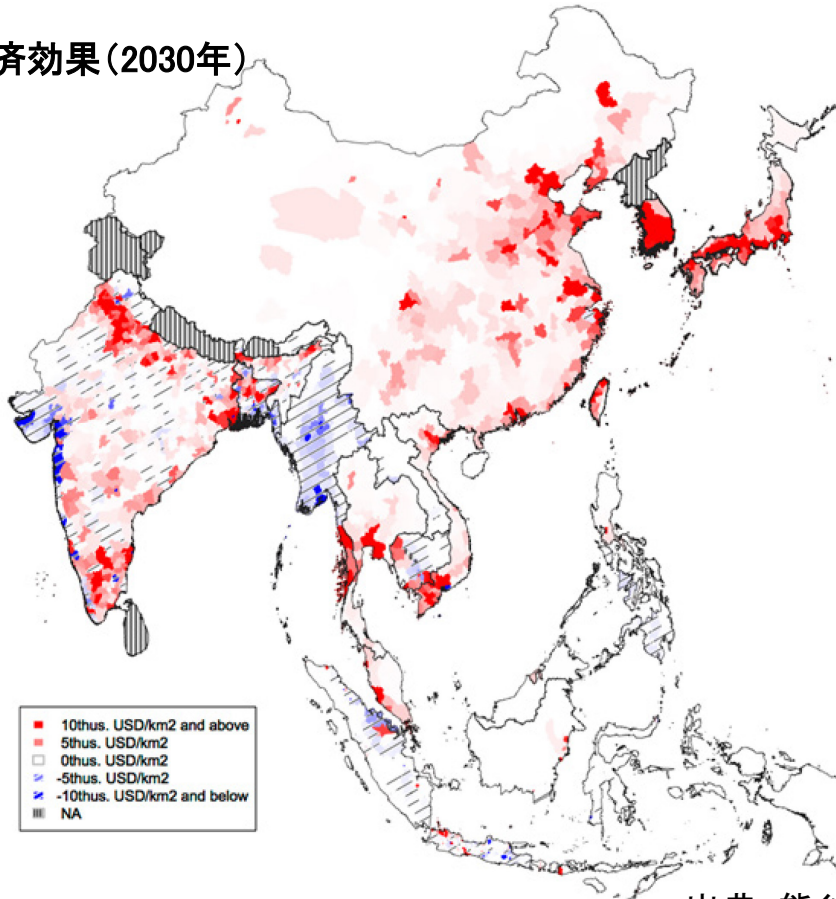 済効果(2030年)
10thus. USD/km2 and above
5thus. USD/km2
0thus. USD/km2
-5thus. USD/km2
-10thus. USD/km2 and below
NA